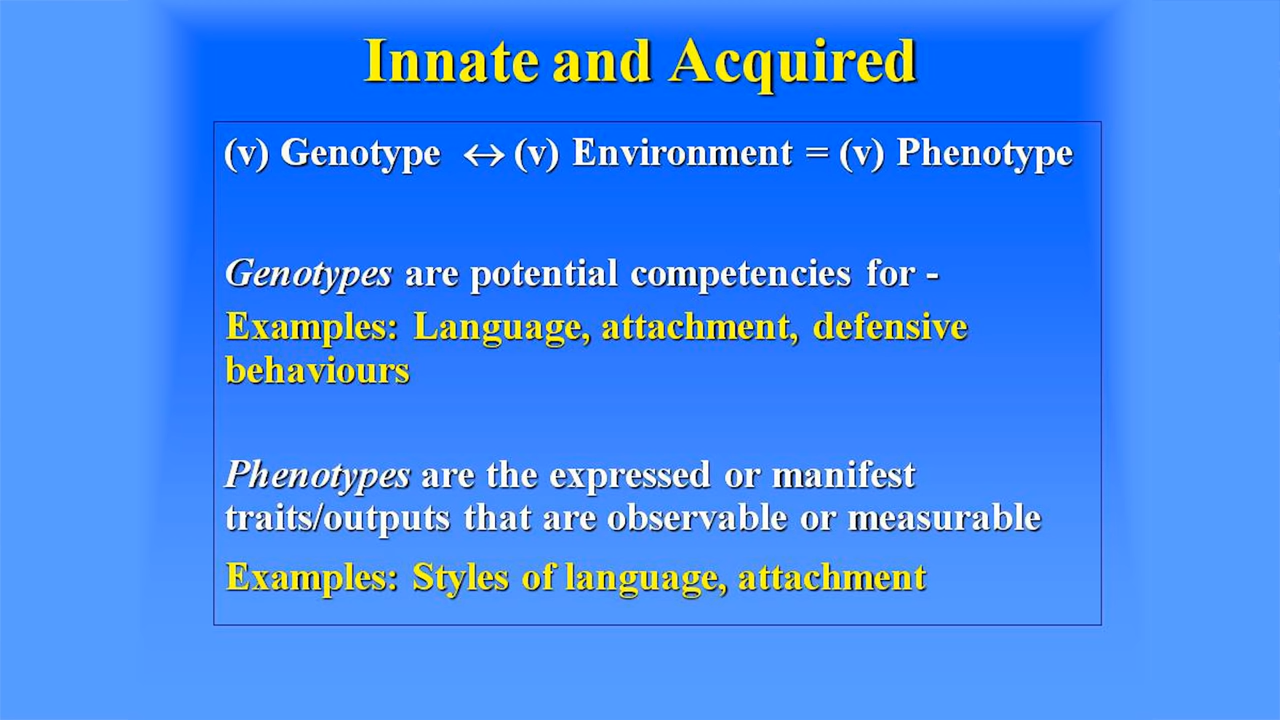 Innate and Acquired
(v) Genotype ↔ (v) Environment = (v) Phenotype
Genotypes are potential competencies for -
Examples: Language, attachment, defensive
behaviours
Phenotypes are the expressed or manifest
traits/outputs that are observable or measurable
Examples: Styles of language, attachment